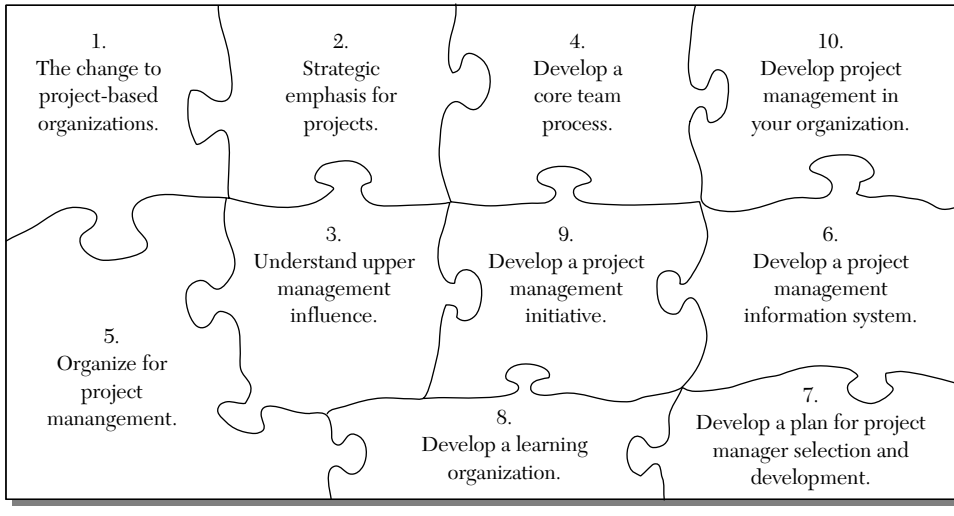 1.
The change to
project-based
organizations.
2.
Strategic
emphasis for
projects.
4.
Develop a
core team
process.
10.
Develop project
management in
your organization.
3.
Understand upper
management
influence.
9.
Develop a project
management
initiative.
6.
Develop a project
management
information system.
5.
Organize for
project
manangement.
8.
Develop a learning
organization.
7.
Develop a plan for project
manager selection and
development.